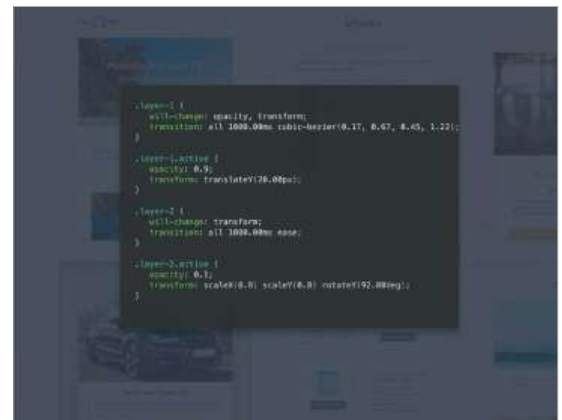 .layer-1 {
will-change: opacity, transform;
transition: all 1000.00ms cubic-bezier(0.17, 0.67, 0.45, 1.22);
}
.layer-1.active {
opacity: 0.9;
transform: translateY(20.00px);
}
.layer-2 {
will-change: transform;
transition: all 1000.00ms ease;
}
.layer-2.active {
opacity:
transform: scaleX(0.8) scaleY(0.8) rotateY(92.00deg);
}